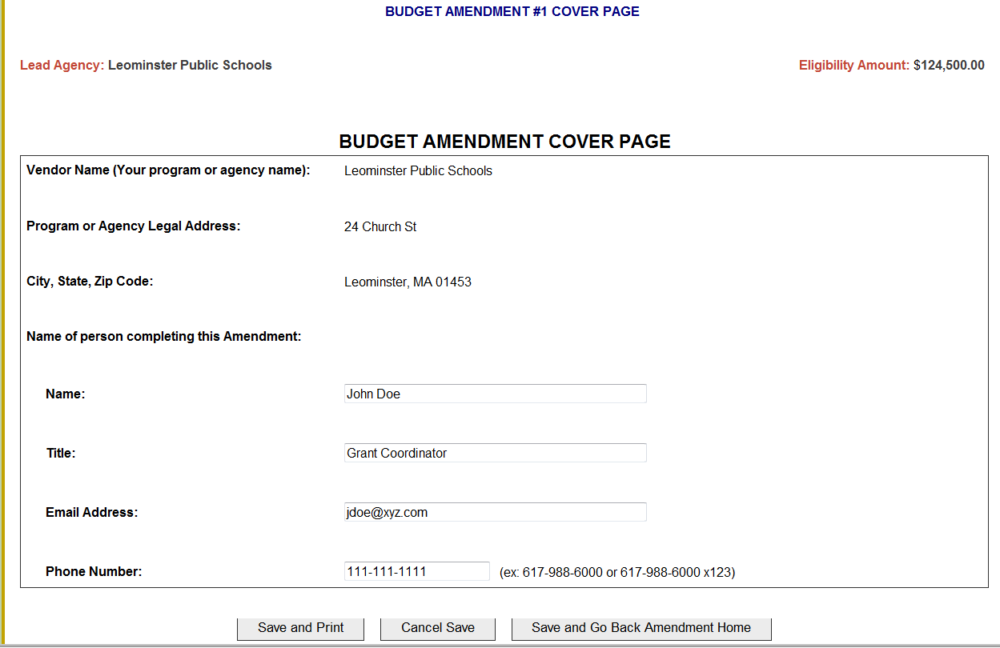 BUDGET AMENDMENT #1 COVER PAGE
Lead Agency: Leominster Public Schools Eligibility Amount: $124,500.00
BUDGET AMENDMENT COVER PAGE
Vendor Name (Your program or agency name): Leominster Public Schools
Program or Agency Legal Address: 24 Church St
City, State, Zip Code: Leominster, MA 01453
Name of person completing this Amendment:
Name: John Doe
Title: Grant Coordinator
Email Address: jdoe@xyz.com
Phone Number: 111-111-1111 (ex: 617-988-6000 or 617-988-6000 x123)
Save and Print Cancel Save Save and Go Back Amendment Home